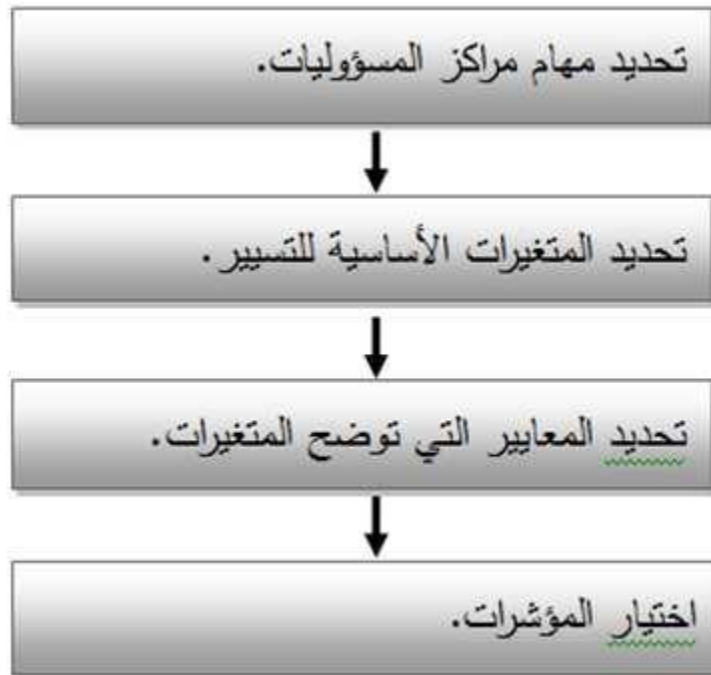 تحديد مهام مراكز المسؤوليات.
تحديد المتغيرات الأساسية للتسيير.
تحديد المعايير التي توضح المتغيرات.
اختيار المؤشرات.